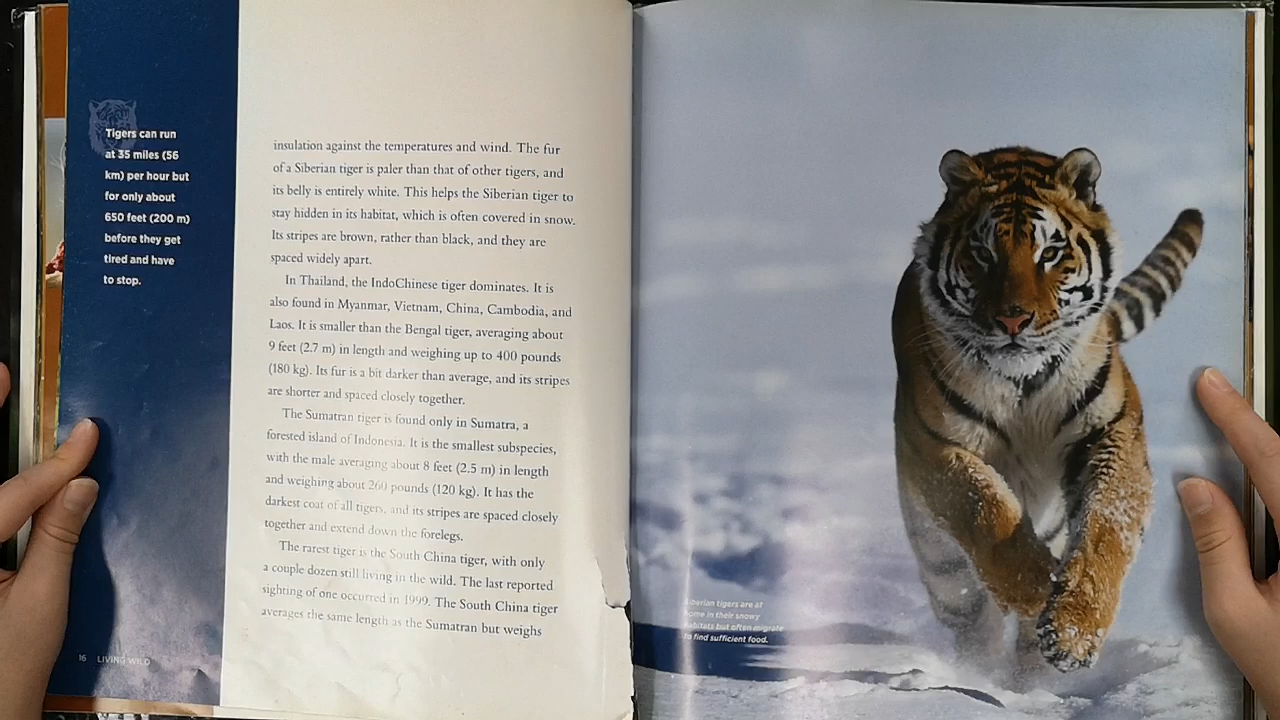 Tigers can run
at 35 miles (56
km) per hour but
for only about
650 feet (200 m)
before they get
tired and have
to stop.
insulation against the temperatures and wind. The fur
of a Siberian tiger is paler than that of other tigers, and
its belly is entirely white. This helps the Siberian tiger to
stay hidden in its habitat, which is often covered in snow.
Its stripes are brown, rather than black, and they are
spaced widely apart.
In Thailand, the IndoChinese tiger dominates. It is
also found in Myanmar, Vietnam, China, Cambodia, and
Laos. It is smaller than the Bengal tiger, averaging about
9 feet (2.7 m) in length and weighing up to 400 pounds
(180 kg). Its fur is a bit darker than average, and its stripes
are shorter and spaced closely together.
The Sumatran tiger is found only in Sumatra, a
forested island of Indonesia. It is the smallest subspecies,
with the male averaging about 8 feet (2.5 m) in length
and weighing about 260 pounds (120 kg). It has the
darkest coat of all tigers, and its stripes are spaced closely
together and extend down the forelegs.
The rarest tiger is the South China tiger, with only
a couple dozen still living in the wild. The last reported
sighting of one occurred in 1999. The South China tiger
averages the same length as the Sumatran but weighs
16 LIVING WILD
Siberian tigers are at
home in their snowy
habitats but often migrate
to find sufficient food.